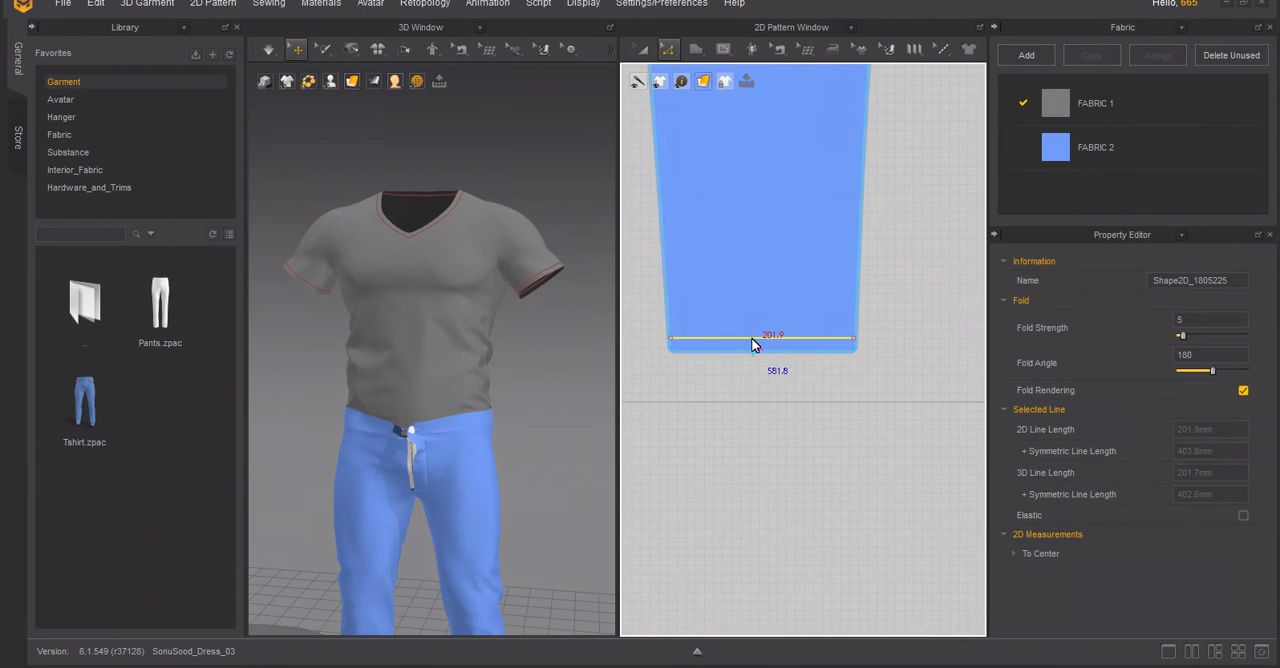 File Edit 3D Garment 2D Pattern Sewing Materials Avatar Retopology Animation Script Display Settings/Preferences Help Hello, 665
General
Store
Library
Favorites
Garment
Avatar
Hanger
Fabric
Substance
Interior_Fabric
Hardware_and_Trims
..
Pants.zpac
Tshirt.zpac
3D Window
2D Pattern Window
201.9
581.8
Fabric
Add Copy Assign Delete Unused
FABRIC 1
FABRIC 2
Property Editor
Information
Name Shape2D_1805225
Fold
Fold Strength 5
Fold Angle 180
Fold Rendering
Selected Line
2D Line Length 201.9mm
+ Symmetric Line Length 403.8mm
3D Line Length 201.7mm
+ Symmetric Line Length 402.6mm
Elastic
2D Measurements
To Center
Version: 6.1.549 (r37128) SonuSood_Dress_03